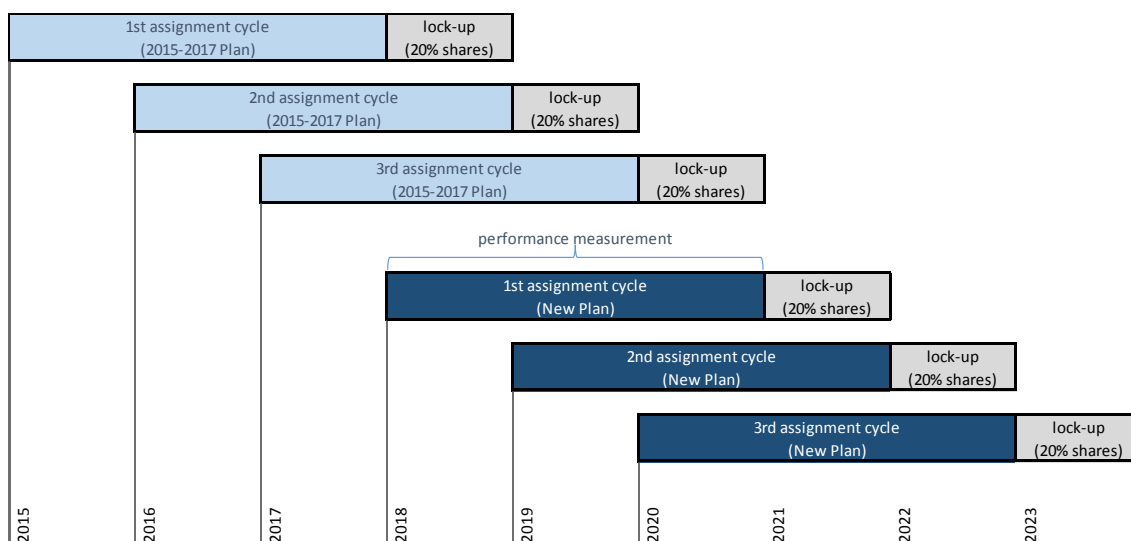 1st assignment cycle
(2015-2017 Plan)
lock-up
(20% shares)
2nd assignment cycle
(2015-2017 Plan)
lock-up
(20% shares)
3rd assignment cycle
(2015-2017 Plan)
lock-up
(20% shares)
performance measurement
1st assignment cycle
(New Plan)
lock-up
(20% shares)
2nd assignment cycle
(New Plan)
lock-up
(20% shares)
3rd assignment cycle
(New Plan)
lock-up
(20% shares)
2015
2016
2017
2018
2019
2020
2021
2022
2023